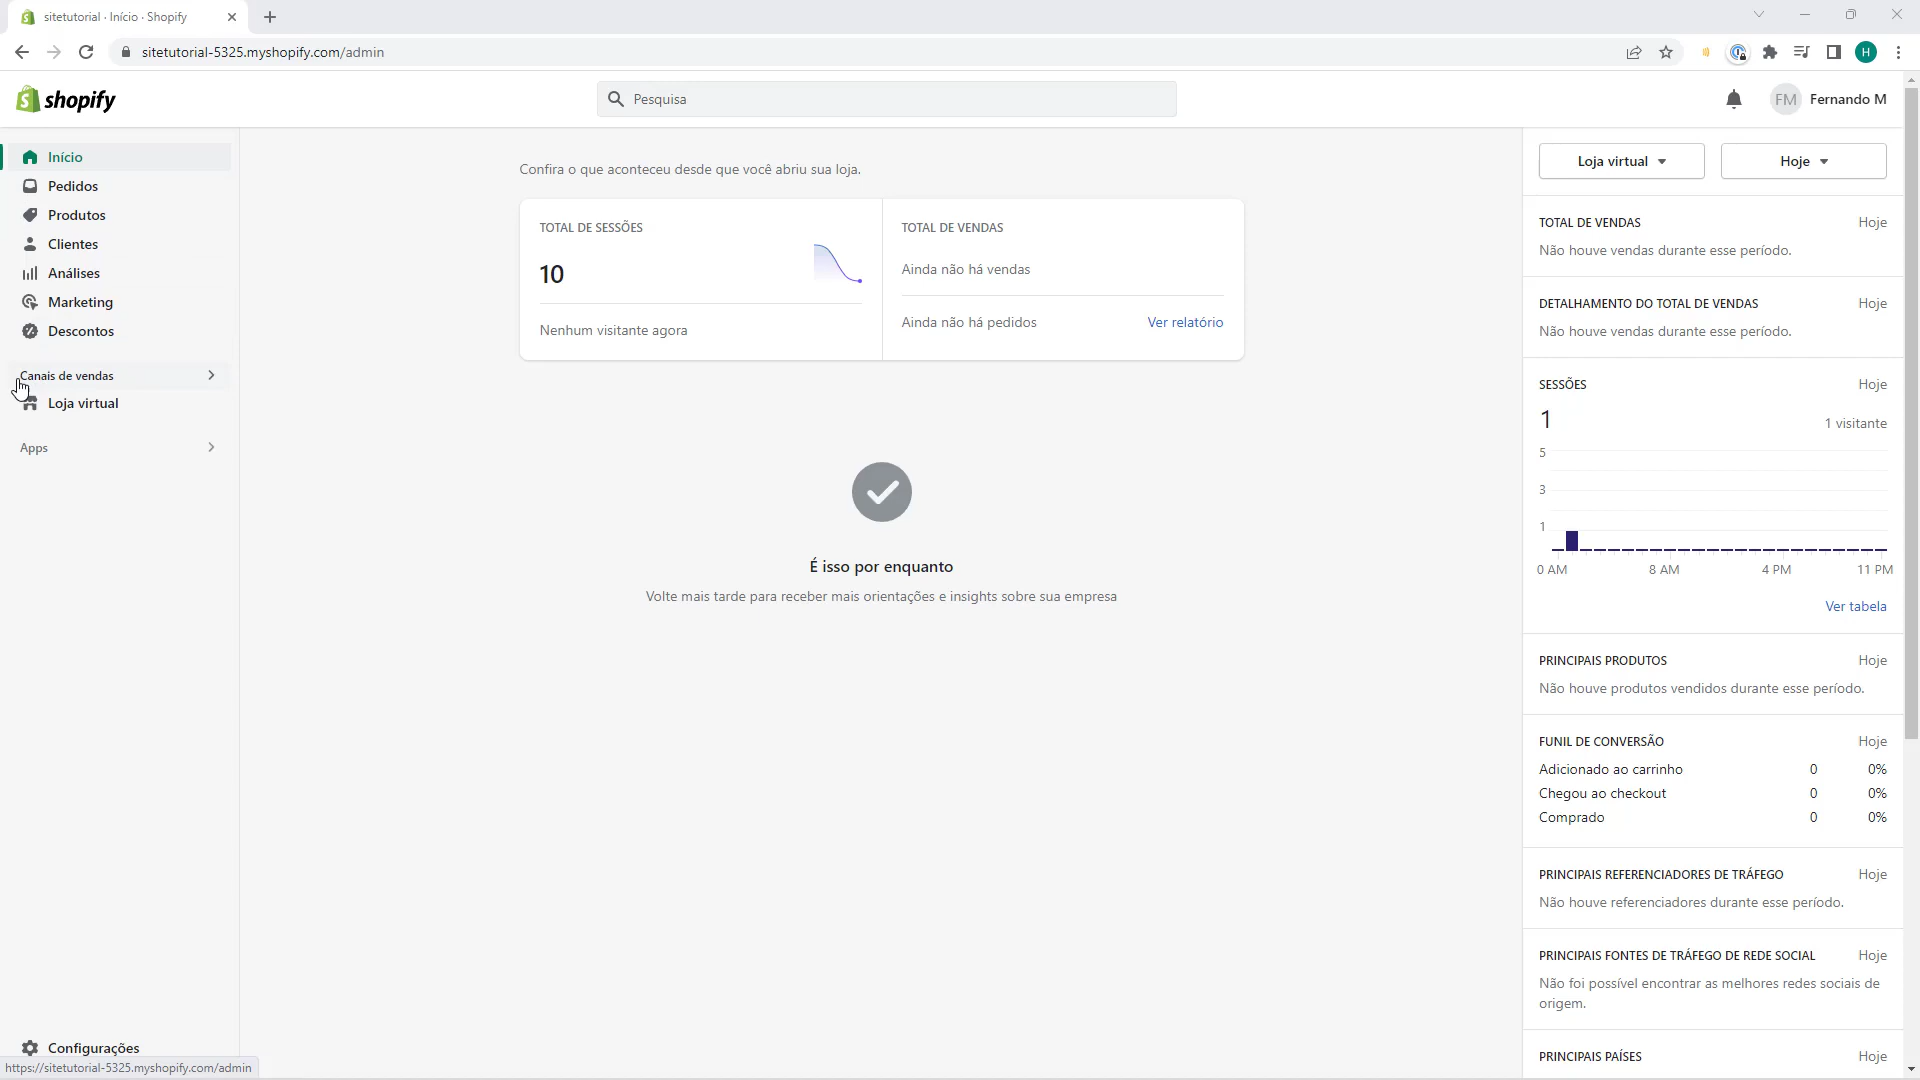 sitetutorial · Início · Shopify
sitetutorial-5325.myshopify.com/admin
H
shopify
Pesquisa
FM Fernando M
Início
Pedidos
Produtos
Clientes
Análises
Marketing
Descontos
Canais de vendas
Loja virtual
Apps
Configurações
https://sitetutorial-5325.myshopify.com/admin
Confira o que aconteceu desde que você abriu sua loja.
TOTAL DE SESSÕES
10
Nenhum visitante agora
TOTAL DE VENDAS
Ainda não há vendas
Ainda não há pedidos Ver relatório
É isso por enquanto
Volte mais tarde para receber mais orientações e insights sobre sua empresa
Loja virtual Hoje
TOTAL DE VENDAS Hoje
Não houve vendas durante esse período.
DETALHAMENTO DO TOTAL DE VENDAS Hoje
Não houve vendas durante esse período.
SESSÕES Hoje
1 1 visitante
5
3
1
0 AM 8 AM 4 PM 11 PM
Ver tabela
PRINCIPAIS PRODUTOS Hoje
Não houve produtos vendidos durante esse período.
FUNIL DE CONVERSÃO Hoje
Adicionado ao carrinho 0 0%
Chegou ao checkout 0 0%
Comprado 0 0%
PRINCIPAIS REFERENCIADORES DE TRÁFEGO Hoje
Não houve referenciadores durante esse período.
PRINCIPAIS FONTES DE TRÁFEGO DE REDE SOCIAL Hoje
Não foi possível encontrar as melhores redes sociais de
origem.
PRINCIPAIS PAÍSES Hoje